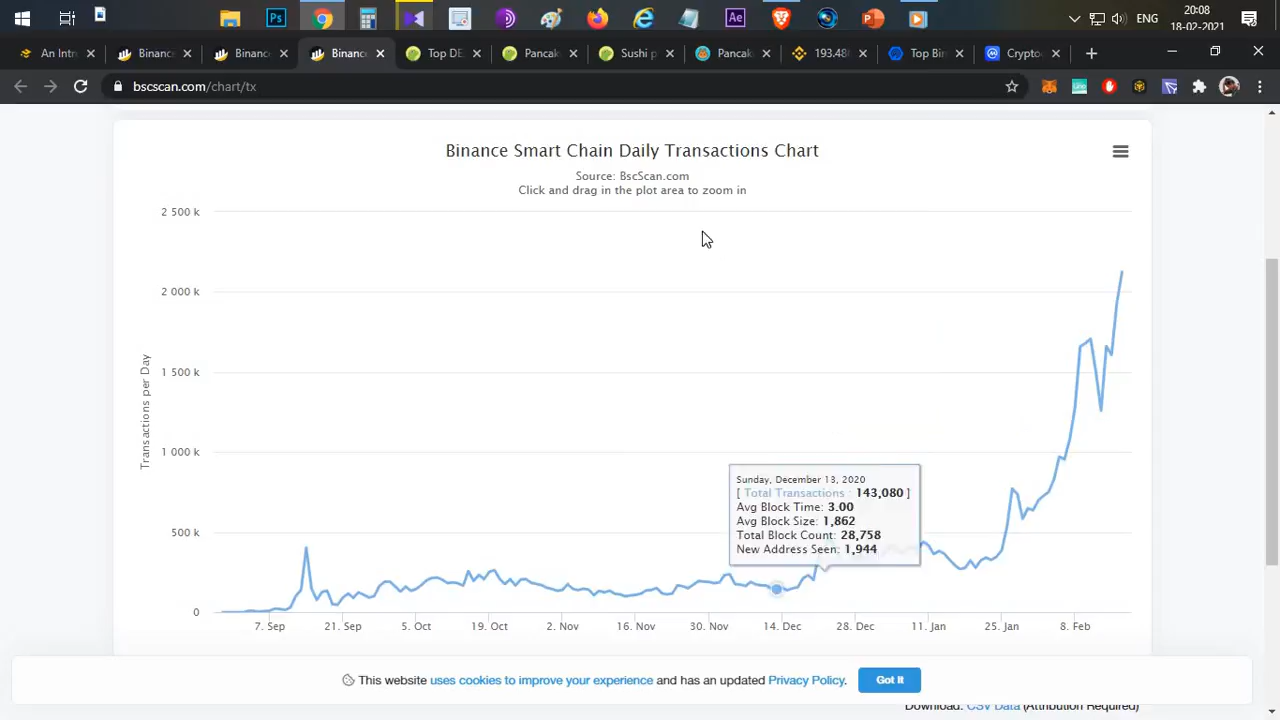 Ps
Ae
ENG
20:08
18-02-2021
An Intr
Binanc
Binanc
Binanc
Top DE
Pancak
Sushi p
Pancak
193.48
Top Bin
Crypto
bscscan.com/chart/tx
Binance Smart Chain Daily Transactions Chart
Source: BscScan.com
Click and drag in the plot area to zoom in
Transactions per Day
2 500 k
2 000 k
1 500 k
1 000 k
500 k
0
Sunday, December 13, 2020
[ Total Transactions : 143,080 ]
Avg Block Time: 3.00
Avg Block Size: 1,862
Total Block Count: 28,758
New Address Seen: 1,944
7. Sep 21. Sep 5. Oct 19. Oct 2. Nov 16. Nov 30. Nov 14. Dec 28. Dec 11. Jan 25. Jan 8. Feb
This website uses cookies to improve your experience and has an updated Privacy Policy.
Got It
Download: CSV Data (Attribution Required)